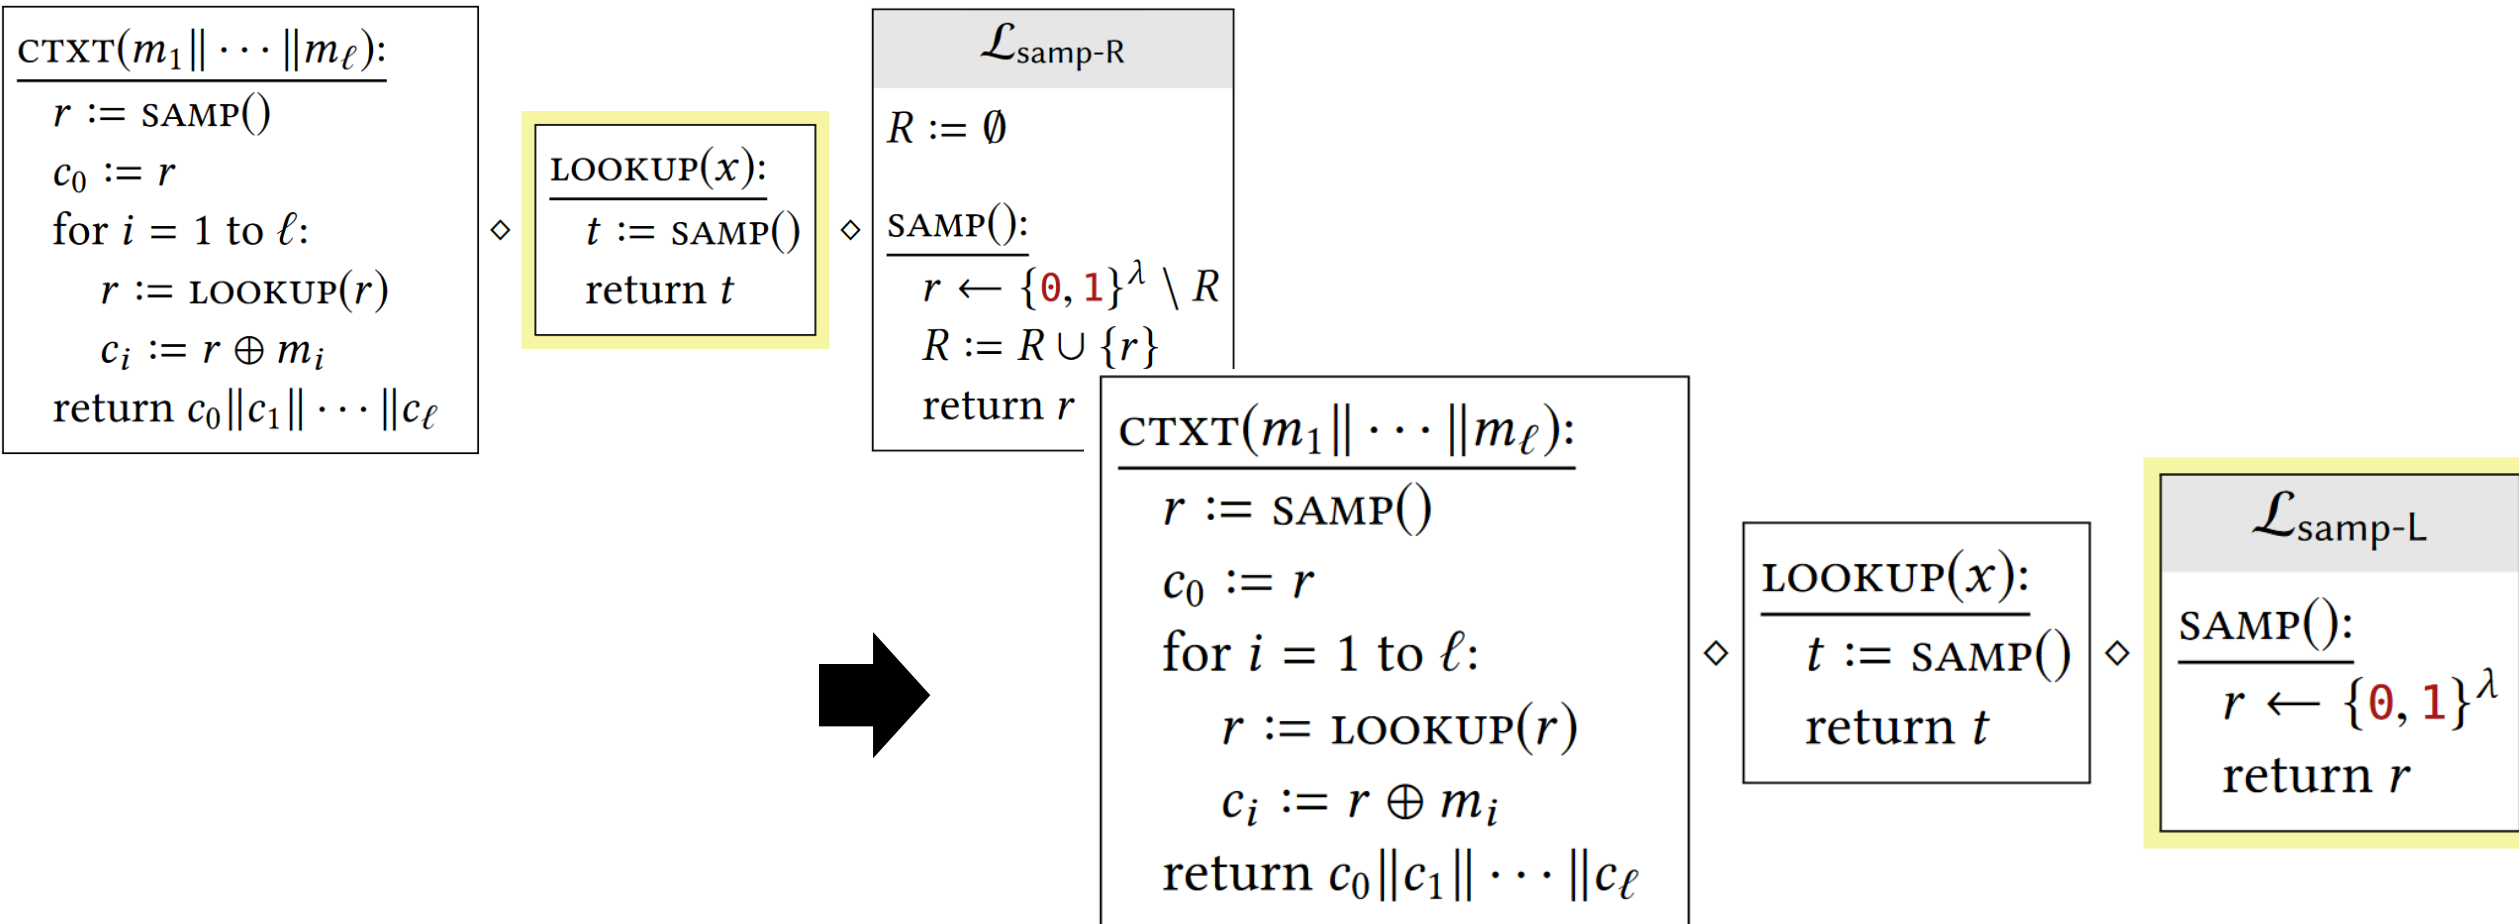 CTXT(m₁‖ · · · ‖mℓ):
r := SAMP()
c₀ := r
for i = 1 to ℓ:
r := LOOKUP(r)
cᵢ := r ⊕ mᵢ
return c₀‖c₁‖ · · · ‖cℓ
⋄
LOOKUP(x):
t := SAMP()
return t
⋄
ℒsamp-R
R := ∅
SAMP():
r ← {0, 1}^λ \ R
R := R ∪ {r}
return r
CTXT(m₁‖ · · · ‖mℓ):
r := SAMP()
c₀ := r
for i = 1 to ℓ:
r := LOOKUP(r)
cᵢ := r ⊕ mᵢ
return c₀‖c₁‖ · · · ‖cℓ
⋄
LOOKUP(x):
t := SAMP()
return t
⋄
ℒsamp-L
SAMP():
r ← {0, 1}^λ
return r